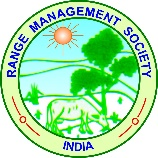 RANGE MANAGEMENT SOCIETY
INDIA